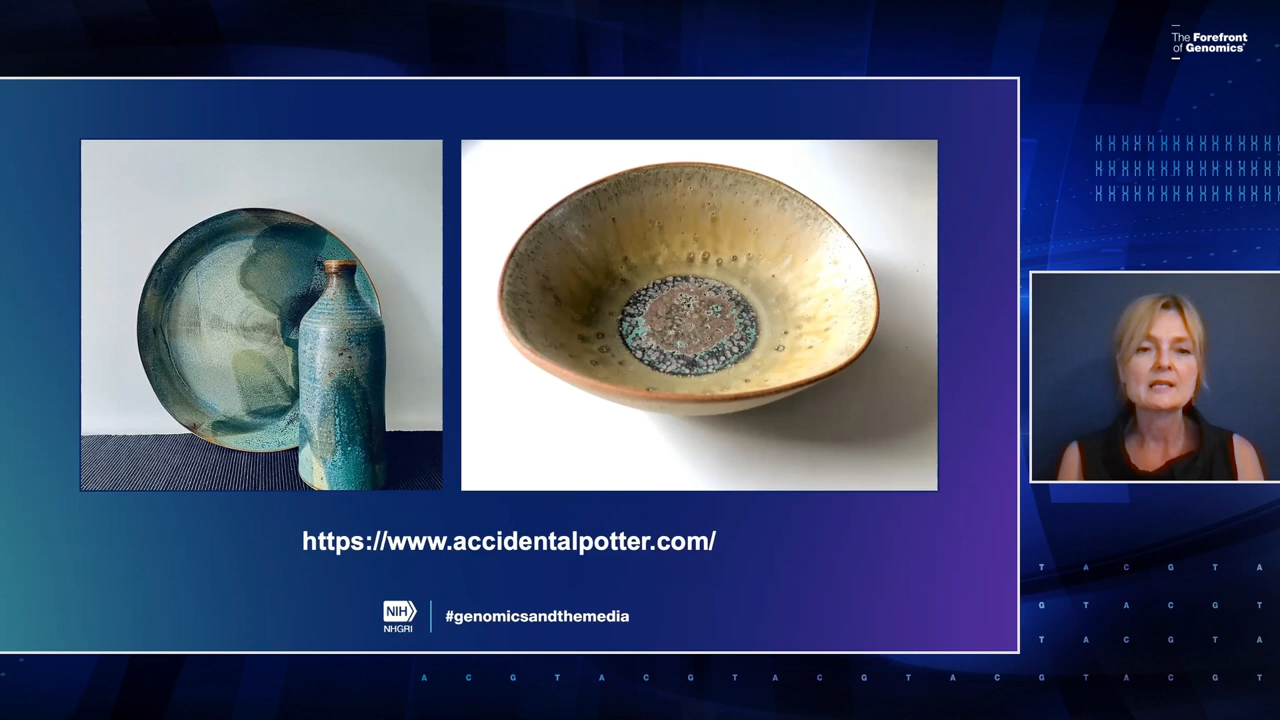 The Forefront
of Genomics®
https://www.accidentalpotter.com/
NIH
NHGRI
#genomicsandthemedia
T A C G T A
G T A C G T
T A C G T A
A C G T A C G T A C G T A C G T A C G T